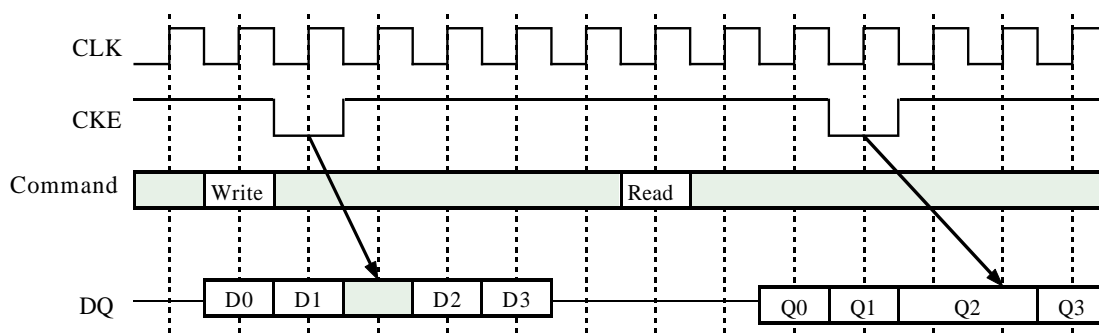 CLK
CKE
Command Write Read
DQ D0 D1 D2 D3 Q0 Q1 Q2 Q3